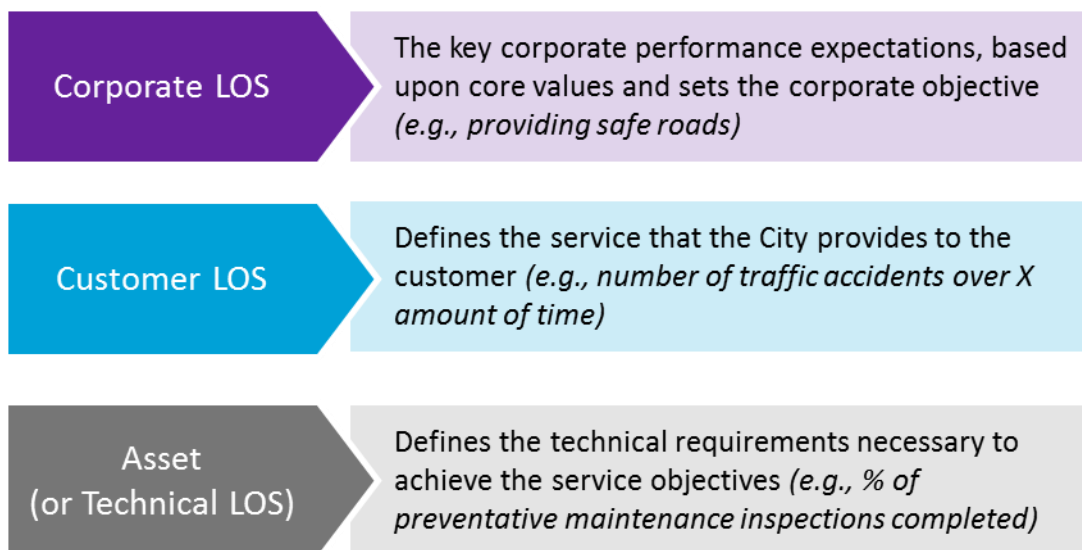 Corporate LOS
The key corporate performance expectations, based
upon core values and sets the corporate objective
(e.g., providing safe roads)
Customer LOS
Defines the service that the City provides to the
customer (e.g., number of traffic accidents over X
amount of time)
Asset
(or Technical LOS)
Defines the technical requirements necessary to
achieve the service objectives (e.g., % of
preventative maintenance inspections completed)